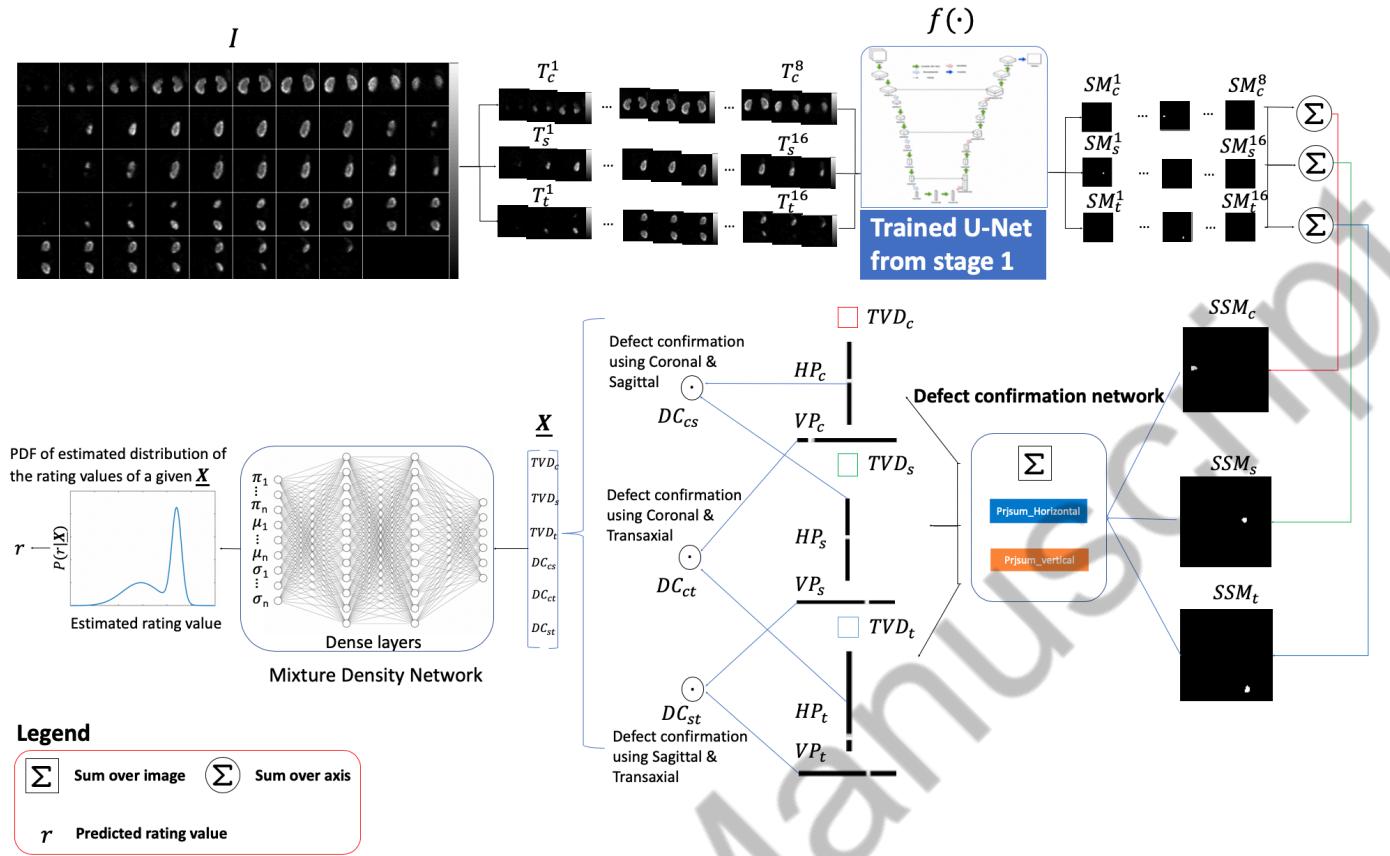 I
f(·)
T_c^1
T_c^8
T_s^1
T_s^16
T_t^1
T_t^16
...
...
...
...
...
...
Trained U-Net
from stage 1
SM_c^1
SM_c^8
SM_s^1
SM_s^16
SM_t^1
SM_t^16
...
...
...
...
...
...
Σ
Σ
Σ
SSM_c
SSM_s
SSM_t
Defect confirmation network
Σ
Prjsum_Horizontal
Prjsum_vertical
TVD_c
HP_c
VP_c
TVD_s
HP_s
VP_s
TVD_t
HP_t
VP_t
Defect confirmation
using Coronal &
Sagittal
DC_cs
Defect confirmation
using Coronal &
Transaxial
DC_ct
DC_st
Defect confirmation
using Sagittal &
Transaxial
X
TVD_c
TVD_s
TVD_t
DC_cs
DC_ct
DC_st
π_1
⋮
π_n
μ_1
⋮
μ_n
σ_1
⋮
σ_n
Dense layers
Mixture Density Network
PDF of estimated distribution of
the rating values of a given X
P(r|X)
r
Estimated rating value
Legend
Σ Sum over image
Σ Sum over axis
r Predicted rating value
Manuscript